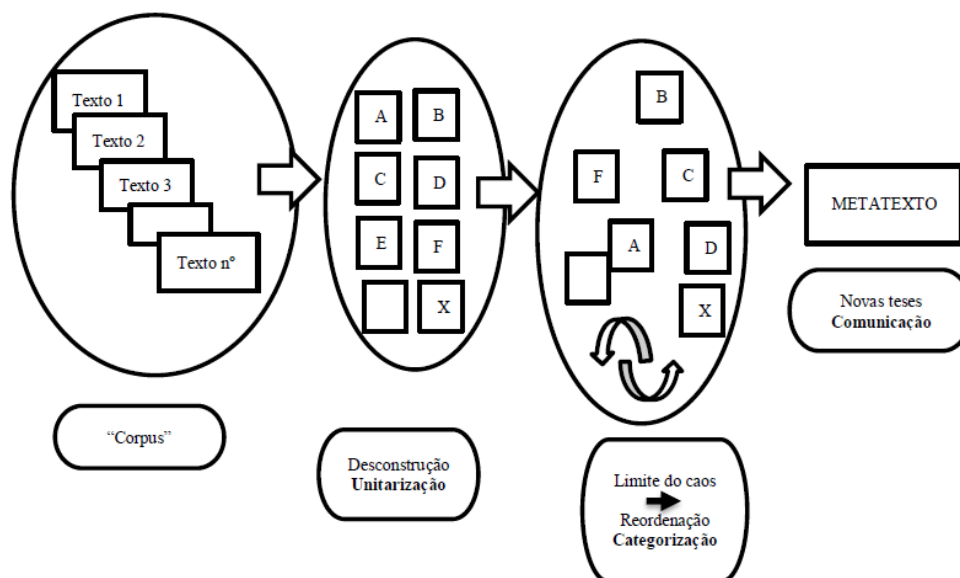 Texto 1
Texto 2
Texto 3
Texto nº
“Corpus”
A
B
C
D
E
F
X
Desconstrução
Unitarização
B
F
C
A
D
X
Limite do caos
Reordenação
Categorização
METATEXTO
Novas teses
Comunicação